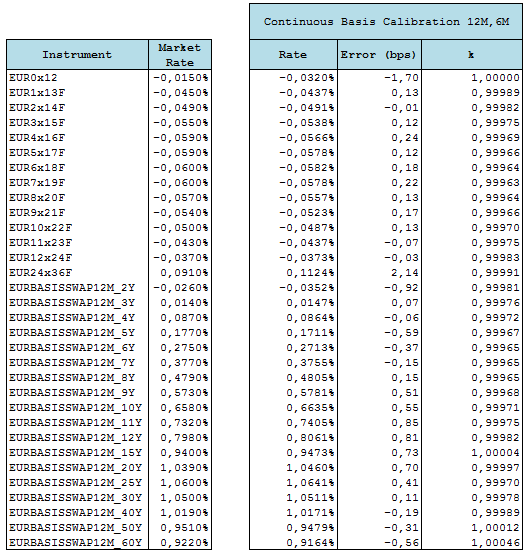 Continuous Basis Calibration 12M,6M
Instrument Market Rate Rate Error (bps) k
EUR0x12 -0,0150% -0,0320% -1,70 1,00000
EUR1x13F -0,0450% -0,0437% 0,13 0,99989
EUR2x14F -0,0490% -0,0491% -0,01 0,99982
EUR3x15F -0,0550% -0,0538% 0,12 0,99975
EUR4x16F -0,0590% -0,0566% 0,24 0,99969
EUR5x17F -0,0590% -0,0578% 0,12 0,99966
EUR6x18F -0,0600% -0,0582% 0,18 0,99964
EUR7x19F -0,0600% -0,0578% 0,22 0,99963
EUR8x20F -0,0570% -0,0557% 0,13 0,99964
EUR9x21F -0,0540% -0,0523% 0,17 0,99966
EUR10x22F -0,0500% -0,0487% 0,13 0,99970
EUR11x23F -0,0430% -0,0437% -0,07 0,99975
EUR12x24F -0,0370% -0,0373% -0,03 0,99983
EUR24x36F 0,0910% 0,1124% 2,14 0,99991
EURBASISSWAP12M_2Y -0,0260% -0,0352% -0,92 0,99981
EURBASISSWAP12M_3Y 0,0140% 0,0147% 0,07 0,99976
EURBASISSWAP12M_4Y 0,0870% 0,0864% -0,06 0,99972
EURBASISSWAP12M_5Y 0,1770% 0,1711% -0,59 0,99967
EURBASISSWAP12M_6Y 0,2750% 0,2713% -0,37 0,99965
EURBASISSWAP12M_7Y 0,3770% 0,3755% -0,15 0,99965
EURBASISSWAP12M_8Y 0,4790% 0,4805% 0,15 0,99965
EURBASISSWAP12M_9Y 0,5730% 0,5781% 0,51 0,99968
EURBASISSWAP12M_10Y 0,6580% 0,6635% 0,55 0,99971
EURBASISSWAP12M_11Y 0,7320% 0,7405% 0,85 0,99975
EURBASISSWAP12M_12Y 0,7980% 0,8061% 0,81 0,99982
EURBASISSWAP12M_15Y 0,9400% 0,9473% 0,73 1,00004
EURBASISSWAP12M_20Y 1,0390% 1,0460% 0,70 0,99997
EURBASISSWAP12M_25Y 1,0600% 1,0641% 0,41 0,99970
EURBASISSWAP12M_30Y 1,0500% 1,0511% 0,11 0,99978
EURBASISSWAP12M_40Y 1,0190% 1,0171% -0,19 0,99989
EURBASISSWAP12M_50Y 0,9510% 0,9479% -0,31 1,00012
EURBASISSWAP12M_60Y 0,9220% 0,9164% -0,56 1,00046